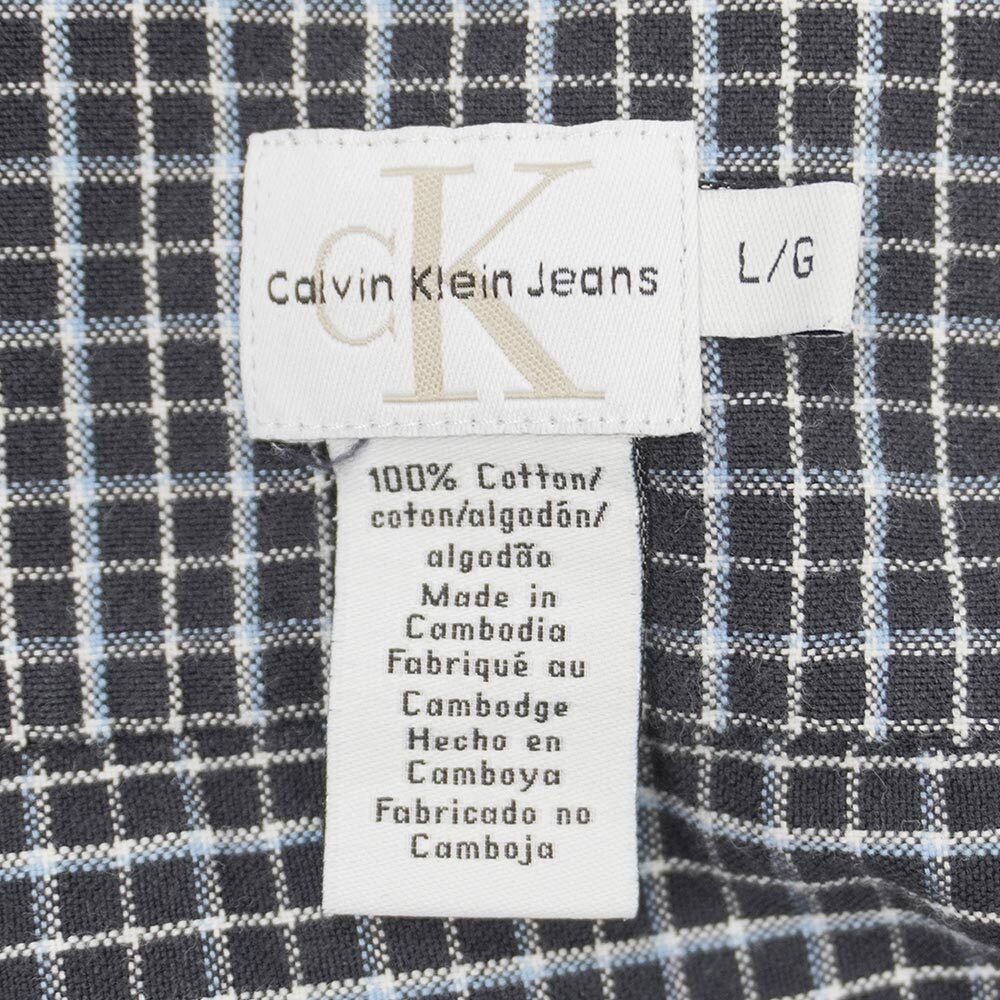 CK
Calvin Klein Jeans
L/G
100% Cotton/
coton/algodón/
algodão
Made in
Cambodia
Fabriqué au
Cambodge
Hecho en
Camboya
Fabricado no
Camboja